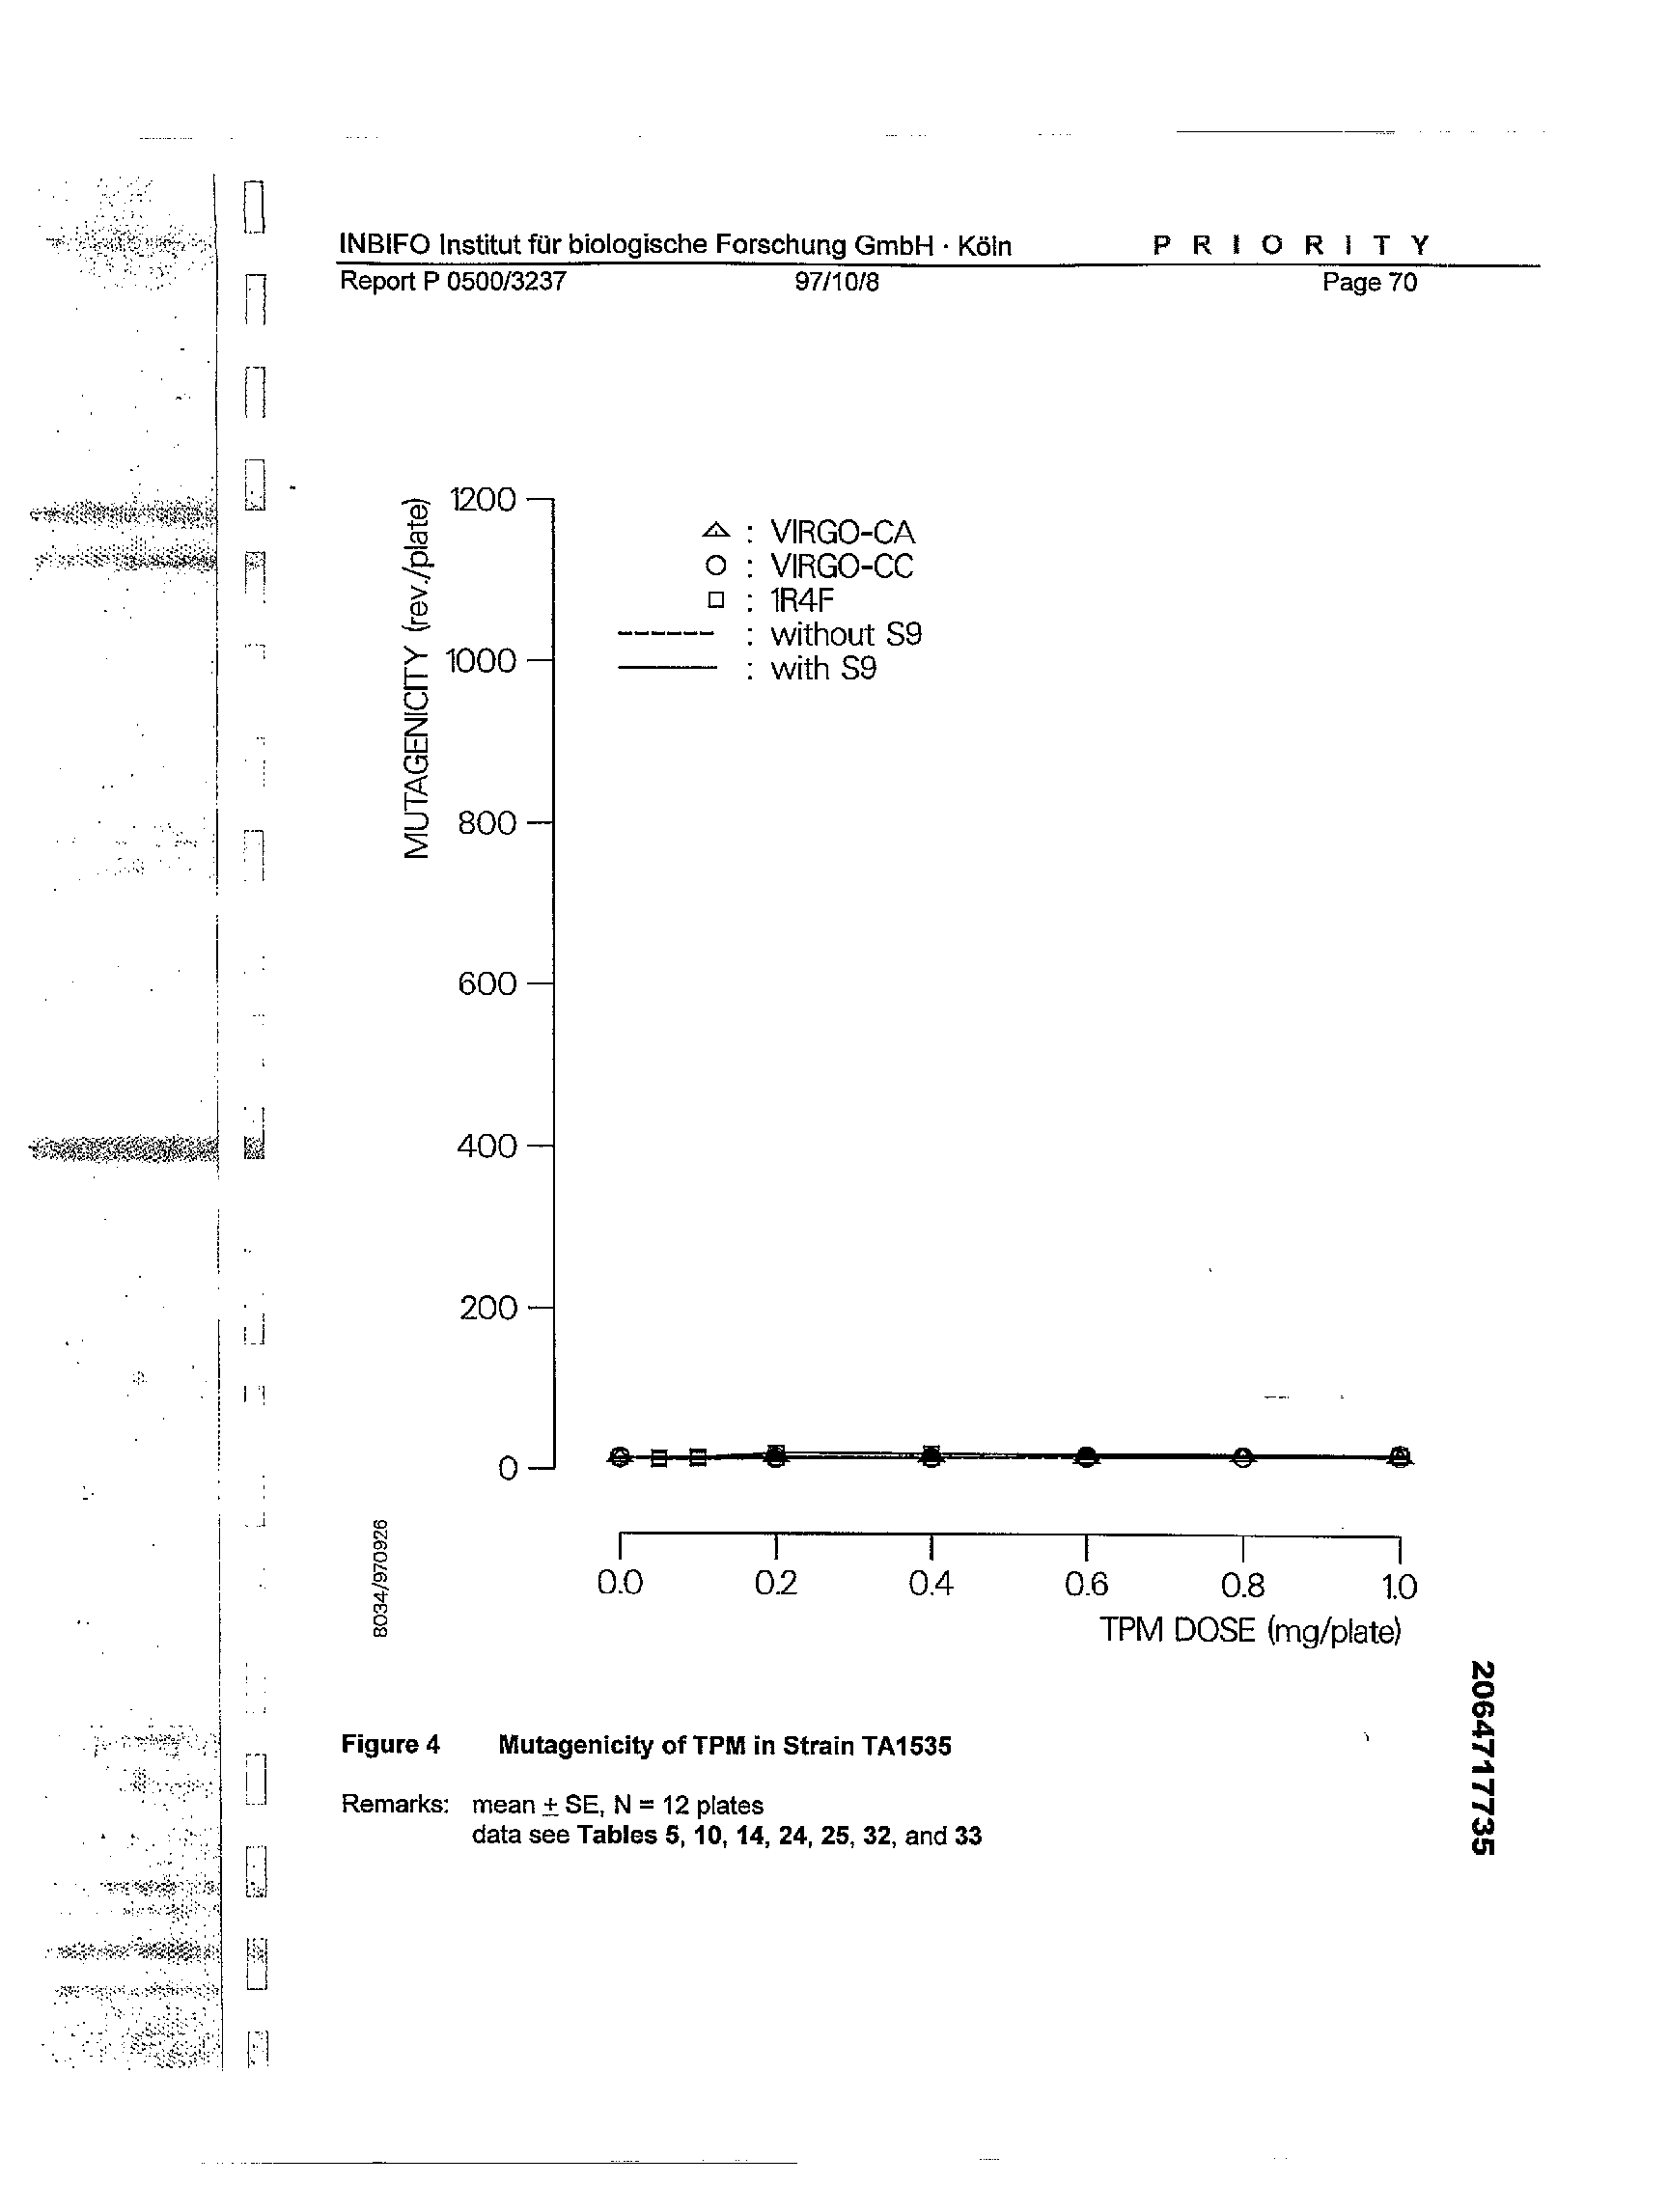 INBIFO Institut für biologische Forschung GmbH · Köln PRIORITY
Report P 0500/3237 97/10/8 Page 70
MUTAGENICITY (rev./plate)
1200
1000
800
600
400
200
0
: VIRGO-CA
: VIRGO-CC
: 1R4F
: without S9
: with S9
0.0 0.2 0.4 0.6 0.8 1.0
TPM DOSE (mg/plate)
8034/970926
Figure 4 Mutagenicity of TPM in Strain TA1535
Remarks: mean ± SE, N = 12 plates
data see Tables 5, 10, 14, 24, 25, 32, and 33
2064717735